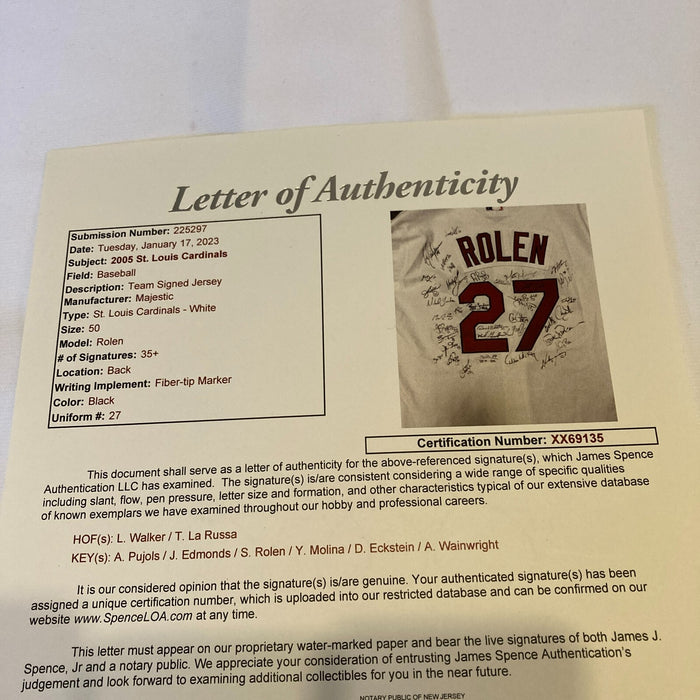 Letter of Authenticity
Submission Number: 225297
Date: Tuesday, January 17, 2023
Subject: 2005 St. Louis Cardinals
Field: Baseball
Description: Team Signed Jersey
Manufacturer: Majestic
Type: St. Louis Cardinals - White
Size: 50
Model: Rolen
# of Signatures: 35+
Location: Back
Writing Implement: Fiber-tip Marker
Color: Black
Uniform #: 27
ROLEN
27
Certification Number: XX69135
This document shall serve as a letter of authenticity for the above-referenced signature(s), which James Spence
Authentication LLC has examined. The signature(s) is/are consistent considering a wide range of specific qualities
including slant, flow, pen pressure, letter size and formation, and other characteristics typical of our extensive database
of known exemplars we have examined throughout our hobby and professional careers.
HOF(s): L. Walker / T. La Russa
KEY(s): A. Pujols / J. Edmonds / S. Rolen / Y. Molina / D. Eckstein / A. Wainwright
It is our considered opinion that the signature(s) is/are genuine. Your authenticated signature(s) has been
assigned a unique certification number, which is uploaded into our restricted database and can be confirmed on our
website www.SpenceLOA.com at any time.
This letter must appear on our proprietary water-marked paper and bear the live signatures of both James J.
Spence, Jr and a notary public. We appreciate your consideration of entrusting James Spence Authentication's
judgement and look forward to examining additional collectibles for you in the near future.
NOTARY PUBLIC OF NEW JERSEY